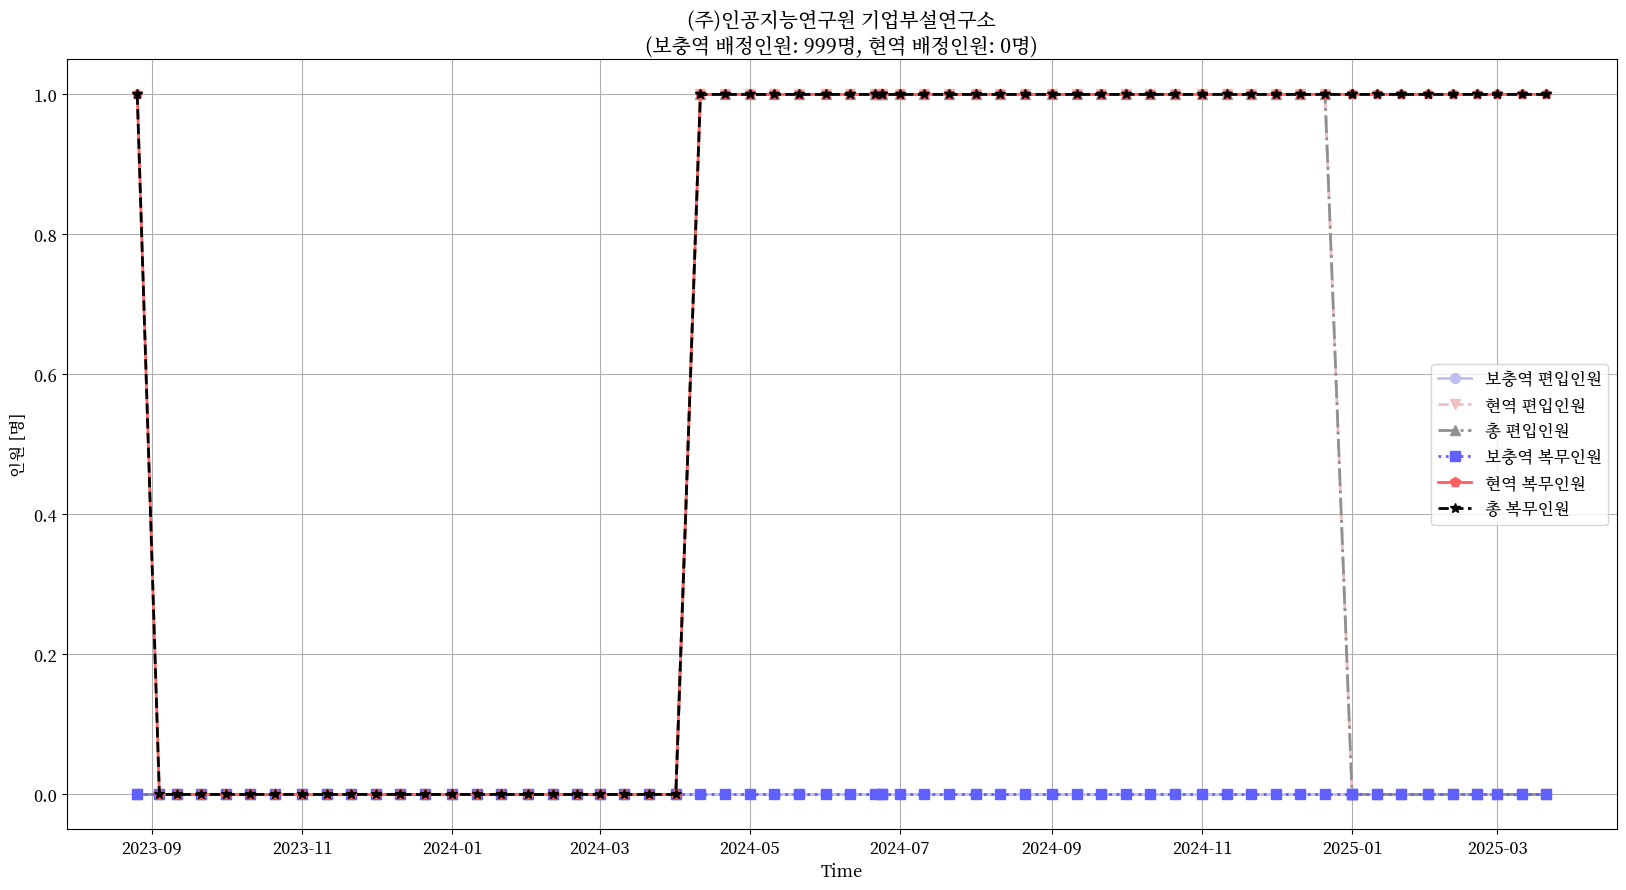 (주)인공지능연구원 기업부설연구소
(보충역 배정인원: 999명, 현역 배정인원: 0명)
1.0
0.8
0.6
0.4
0.2
0.0
인원 [명]
보충역 편입인원
현역 편입인원
총 편입인원
보충역 복무인원
현역 복무인원
총 복무인원
2023-09
2023-11
2024-01
2024-03
2024-05
2024-07
2024-09
2024-11
2025-01
2025-03
Time